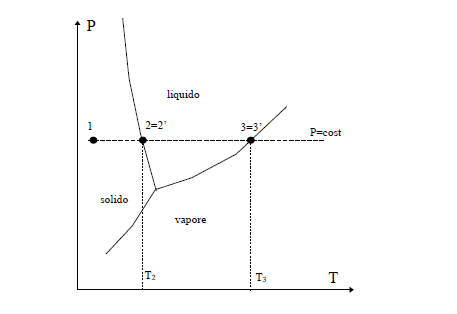 P
liquido
1
2=2’
3=3’
P=cost
solido
vapore
T2
T3
T